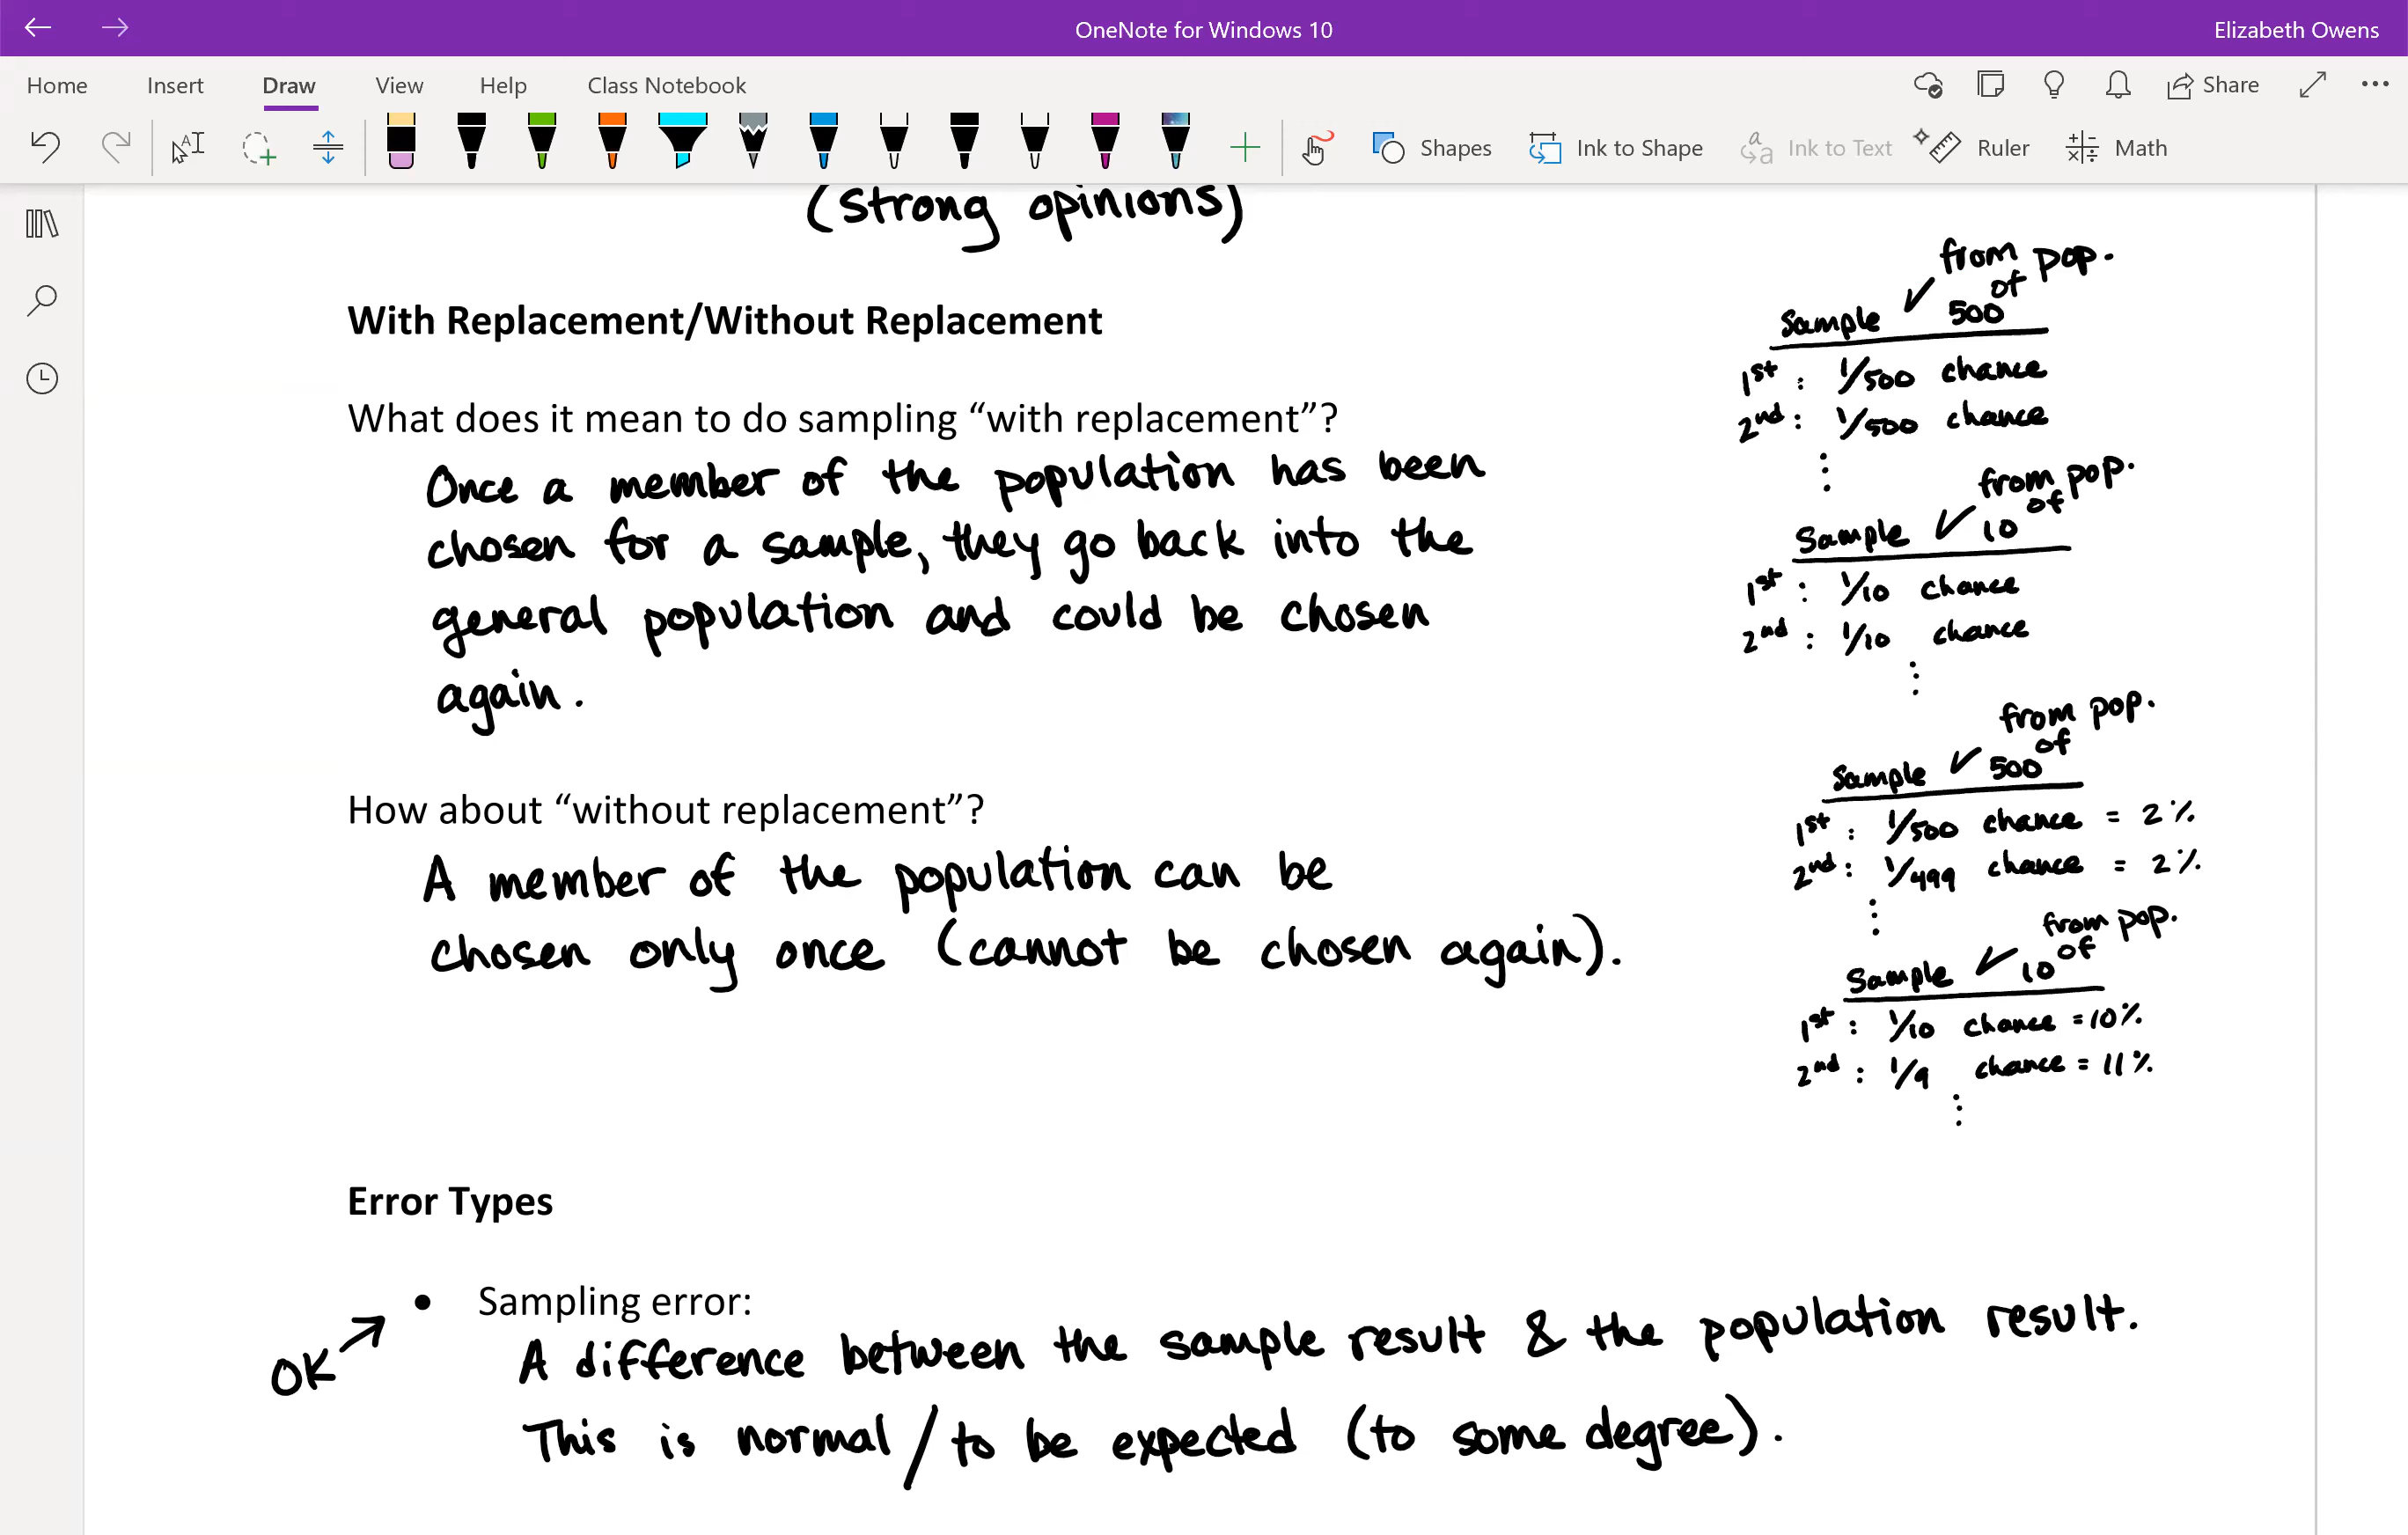 OneNote for Windows 10
Elizabeth Owens
Home Insert Draw View Help Class Notebook
Share
Shapes Ink to Shape Ink to Text Ruler Math
(strong opinions)
With Replacement/Without Replacement
What does it mean to do sampling “with replacement”?
Once a member of the population has been
chosen for a sample, they go back into the
general population and could be chosen
again.
How about “without replacement”?
A member of the population can be
chosen only once (cannot be chosen again).
from pop.
of
Sample ✓ 500
1st : 1/500 chance
2nd : 1/500 chance
⋮
from pop.
of
Sample ✓ 10
1st : 1/10 chance
2nd : 1/10 chance
⋮
from pop.
of
Sample ✓ 500
1st : 1/500 chance = 2%
2nd : 1/499 chance = 2%
⋮
from pop.
of
Sample ✓ 10
1st : 1/10 chance = 10%
2nd : 1/9 chance = 11%
⋮
Error Types
• Sampling error:
OK ↗
A difference between the sample result & the population result.
This is normal / to be expected (to some degree).